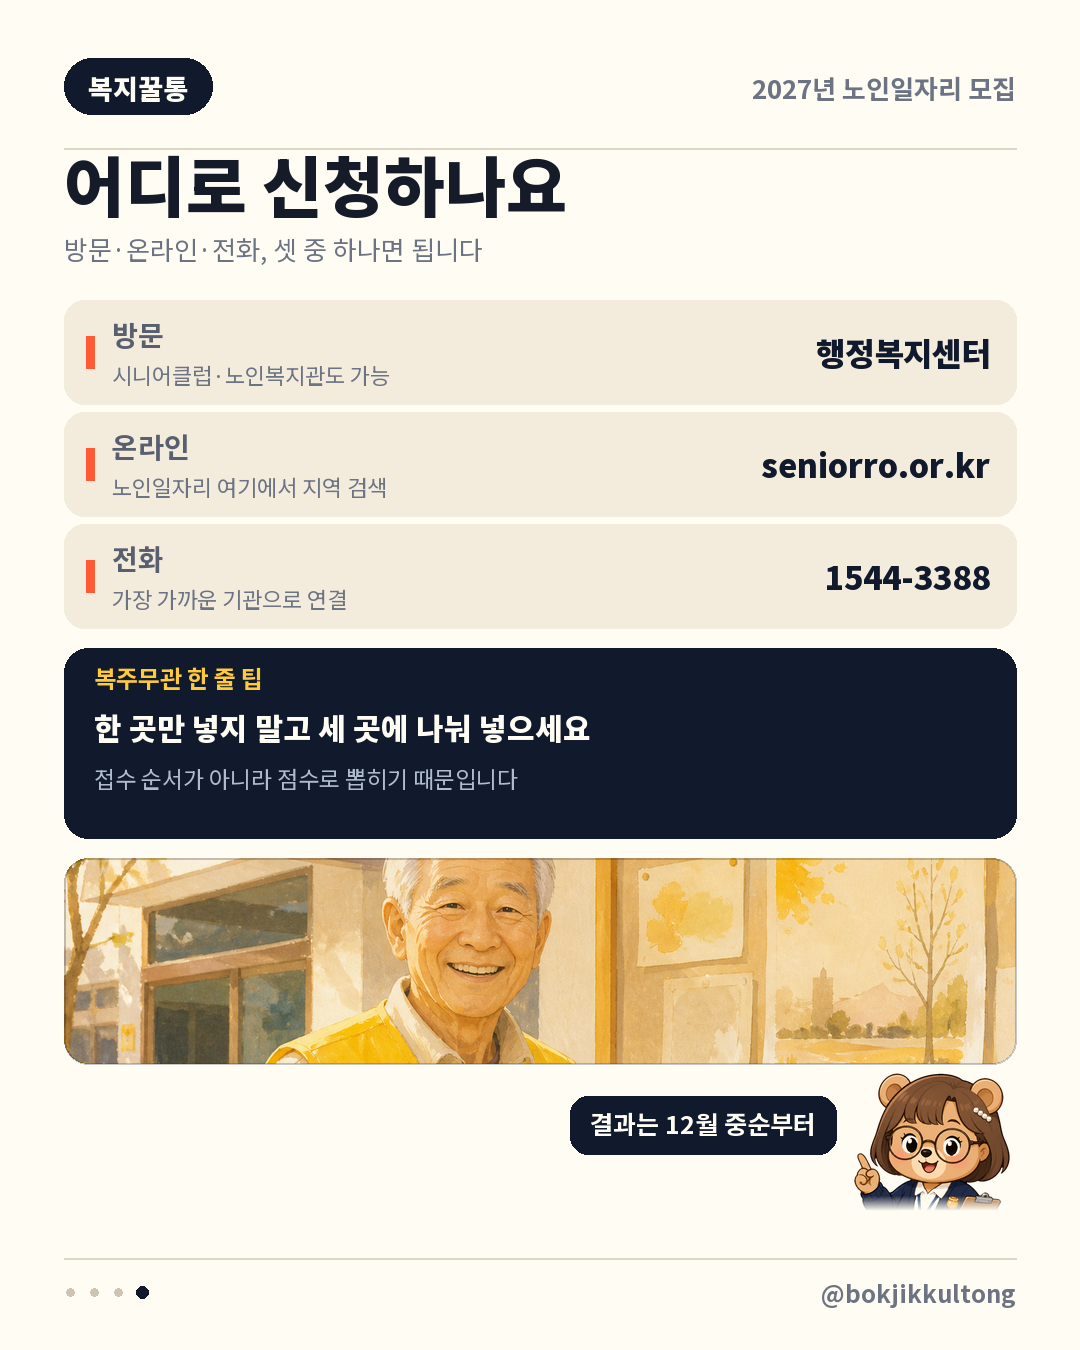 복지꿀통
2027년 노인일자리 모집
어디로 신청하나요
방문·온라인·전화, 셋 중 하나면 됩니다
방문
시니어클럽·노인복지관도 가능
행정복지센터
온라인
노인일자리 여기에서 지역 검색
seniorro.or.kr
전화
가장 가까운 기관으로 연결
1544-3388
복주무관 한 줄 팁
한 곳만 넣지 말고 세 곳에 나눠 넣으세요
접수 순서가 아니라 점수로 뽑히기 때문입니다
결과는 12월 중순부터
@bokjikkultong